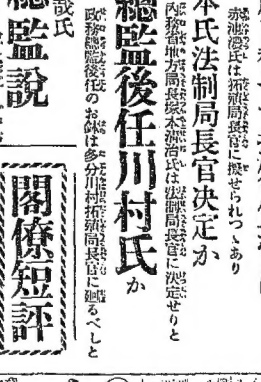 赤池濃氏は拓殖局長官に擬せられつゝあり
本氏法制局長官決定か
内務省地方局長塚本清治氏は法制局長官に決定せりと
總監後任川村氏か
政務總監後任のお鉢は多分川村拓殖局長官に廻るべしと
總監説
閣僚短評